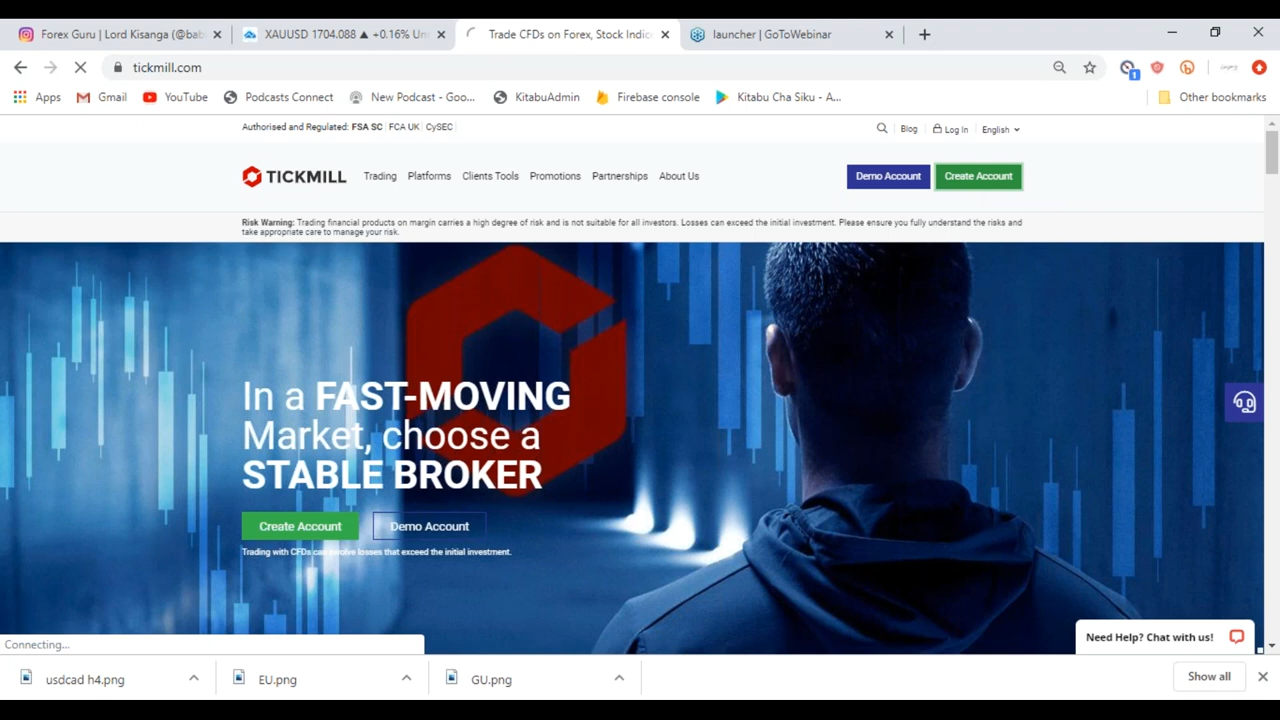 Forex Guru | Lord Kisanga (@bab
XAUUSD 1704.088 ▲ +0.16% Un
Trade CFDs on Forex, Stock Indice
launcher | GoToWebinar
tickmill.com
1
Apps
Gmail
YouTube
Podcasts Connect
New Podcast - Goo...
KitabuAdmin
Firebase console
Kitabu Cha Siku - A...
Other bookmarks
Authorised and Regulated: FSA SC | FCA UK | CySEC
Blog
Log In
English
TICKMILL
Trading
Platforms
Clients Tools
Promotions
Partnerships
About Us
Demo Account
Create Account
Risk Warning: Trading financial products on margin carries a high degree of risk and is not suitable for all investors. Losses can exceed the initial investment. Please ensure you fully understand the risks and
take appropriate care to manage your risk.
In a FAST-MOVING
Market, choose a
STABLE BROKER
Create Account
Demo Account
Trading with CFDs can involve losses that exceed the initial investment.
Need Help? Chat with us!
Connecting...
usdcad h4.png
EU.png
GU.png
Show all